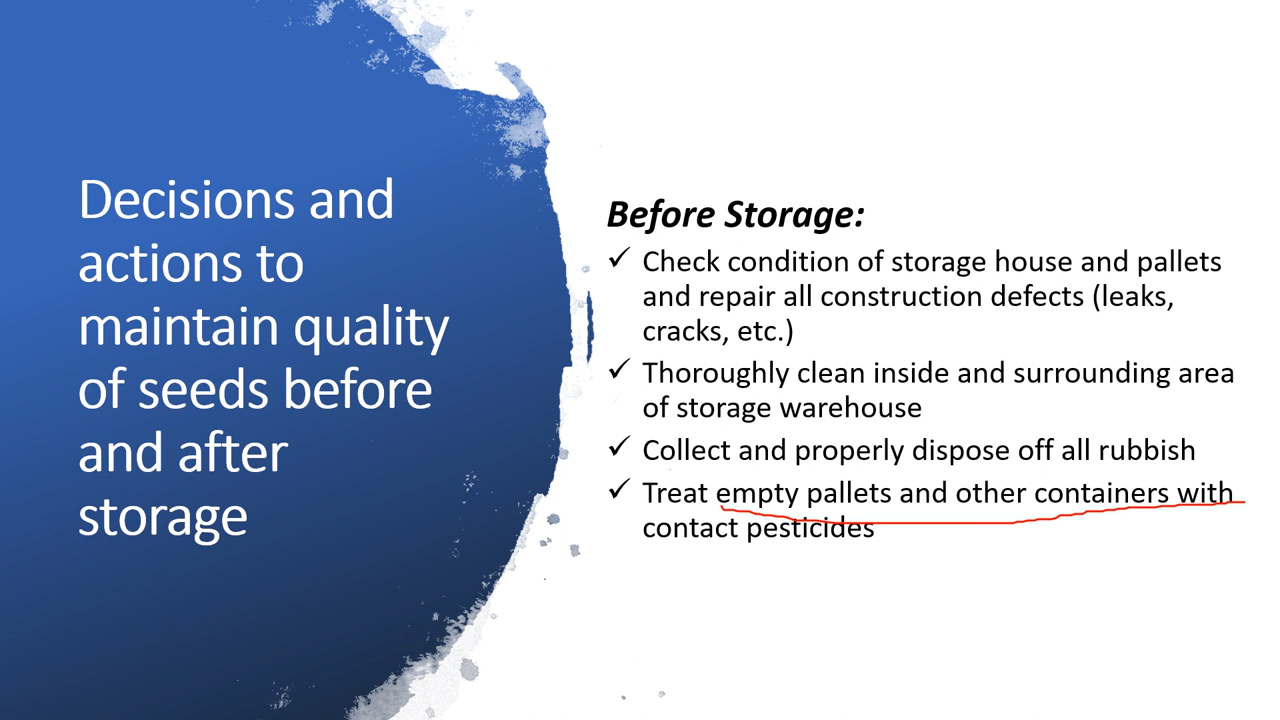 Decisions and
actions to
maintain quality
of seeds before
and after
storage
Before Storage:
✓ Check condition of storage house and pallets
and repair all construction defects (leaks,
cracks, etc.)
✓ Thoroughly clean inside and surrounding area
of storage warehouse
✓ Collect and properly dispose off all rubbish
✓ Treat empty pallets and other containers with
contact pesticides